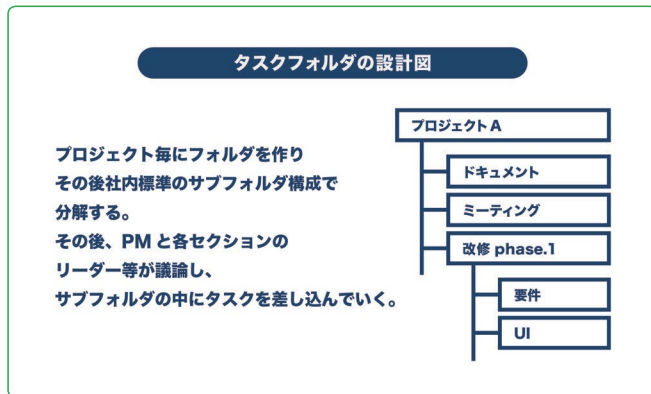 タスクフォルダの設計図
プロジェクト毎にフォルダを作り
その後社内標準のサブフォルダ構成で
分解する。
その後、PMと各セクションの
リーダー等が議論し、
サブフォルダの中にタスクを差し込んでいく。
プロジェクトA
ドキュメント
ミーティング
改修 phase.1
要件
UI